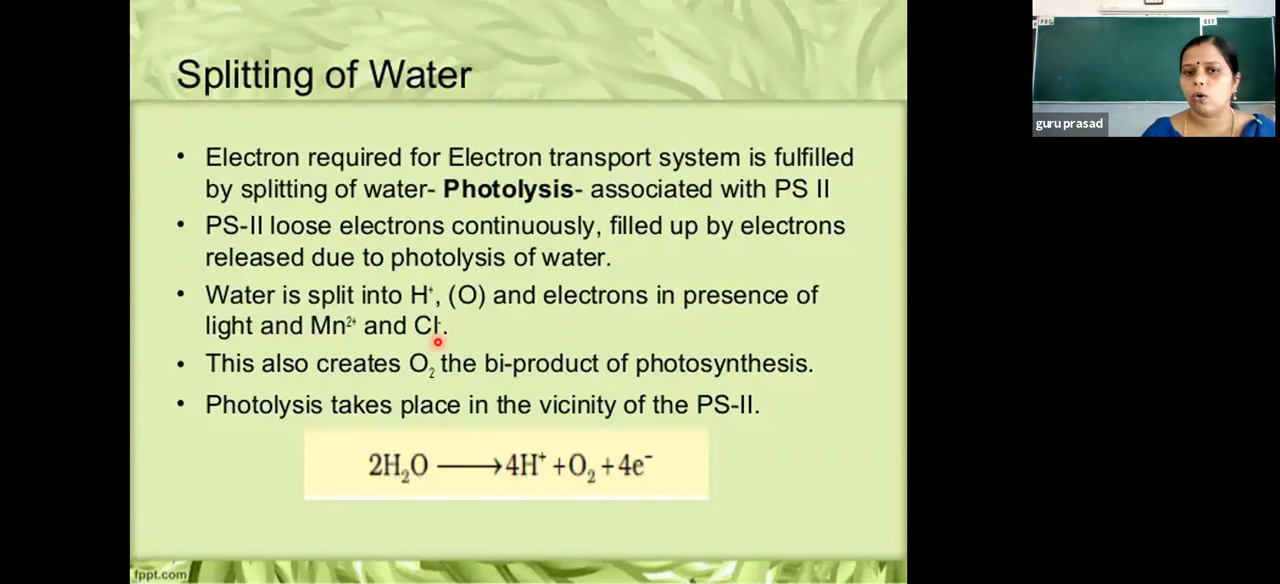 Splitting of Water
• Electron required for Electron transport system is fulfilled
by splitting of water- Photolysis- associated with PS II
• PS-II loose electrons continuously, filled up by electrons
released due to photolysis of water.
• Water is split into H⁺, (O) and electrons in presence of
light and Mn²⁺ and Cl⁻.
• This also creates O₂ the bi-product of photosynthesis.
• Photolysis takes place in the vicinity of the PS-II.
2H₂O ⟶ 4H⁺ + O₂ + 4e⁻
fppt.com
guru prasad